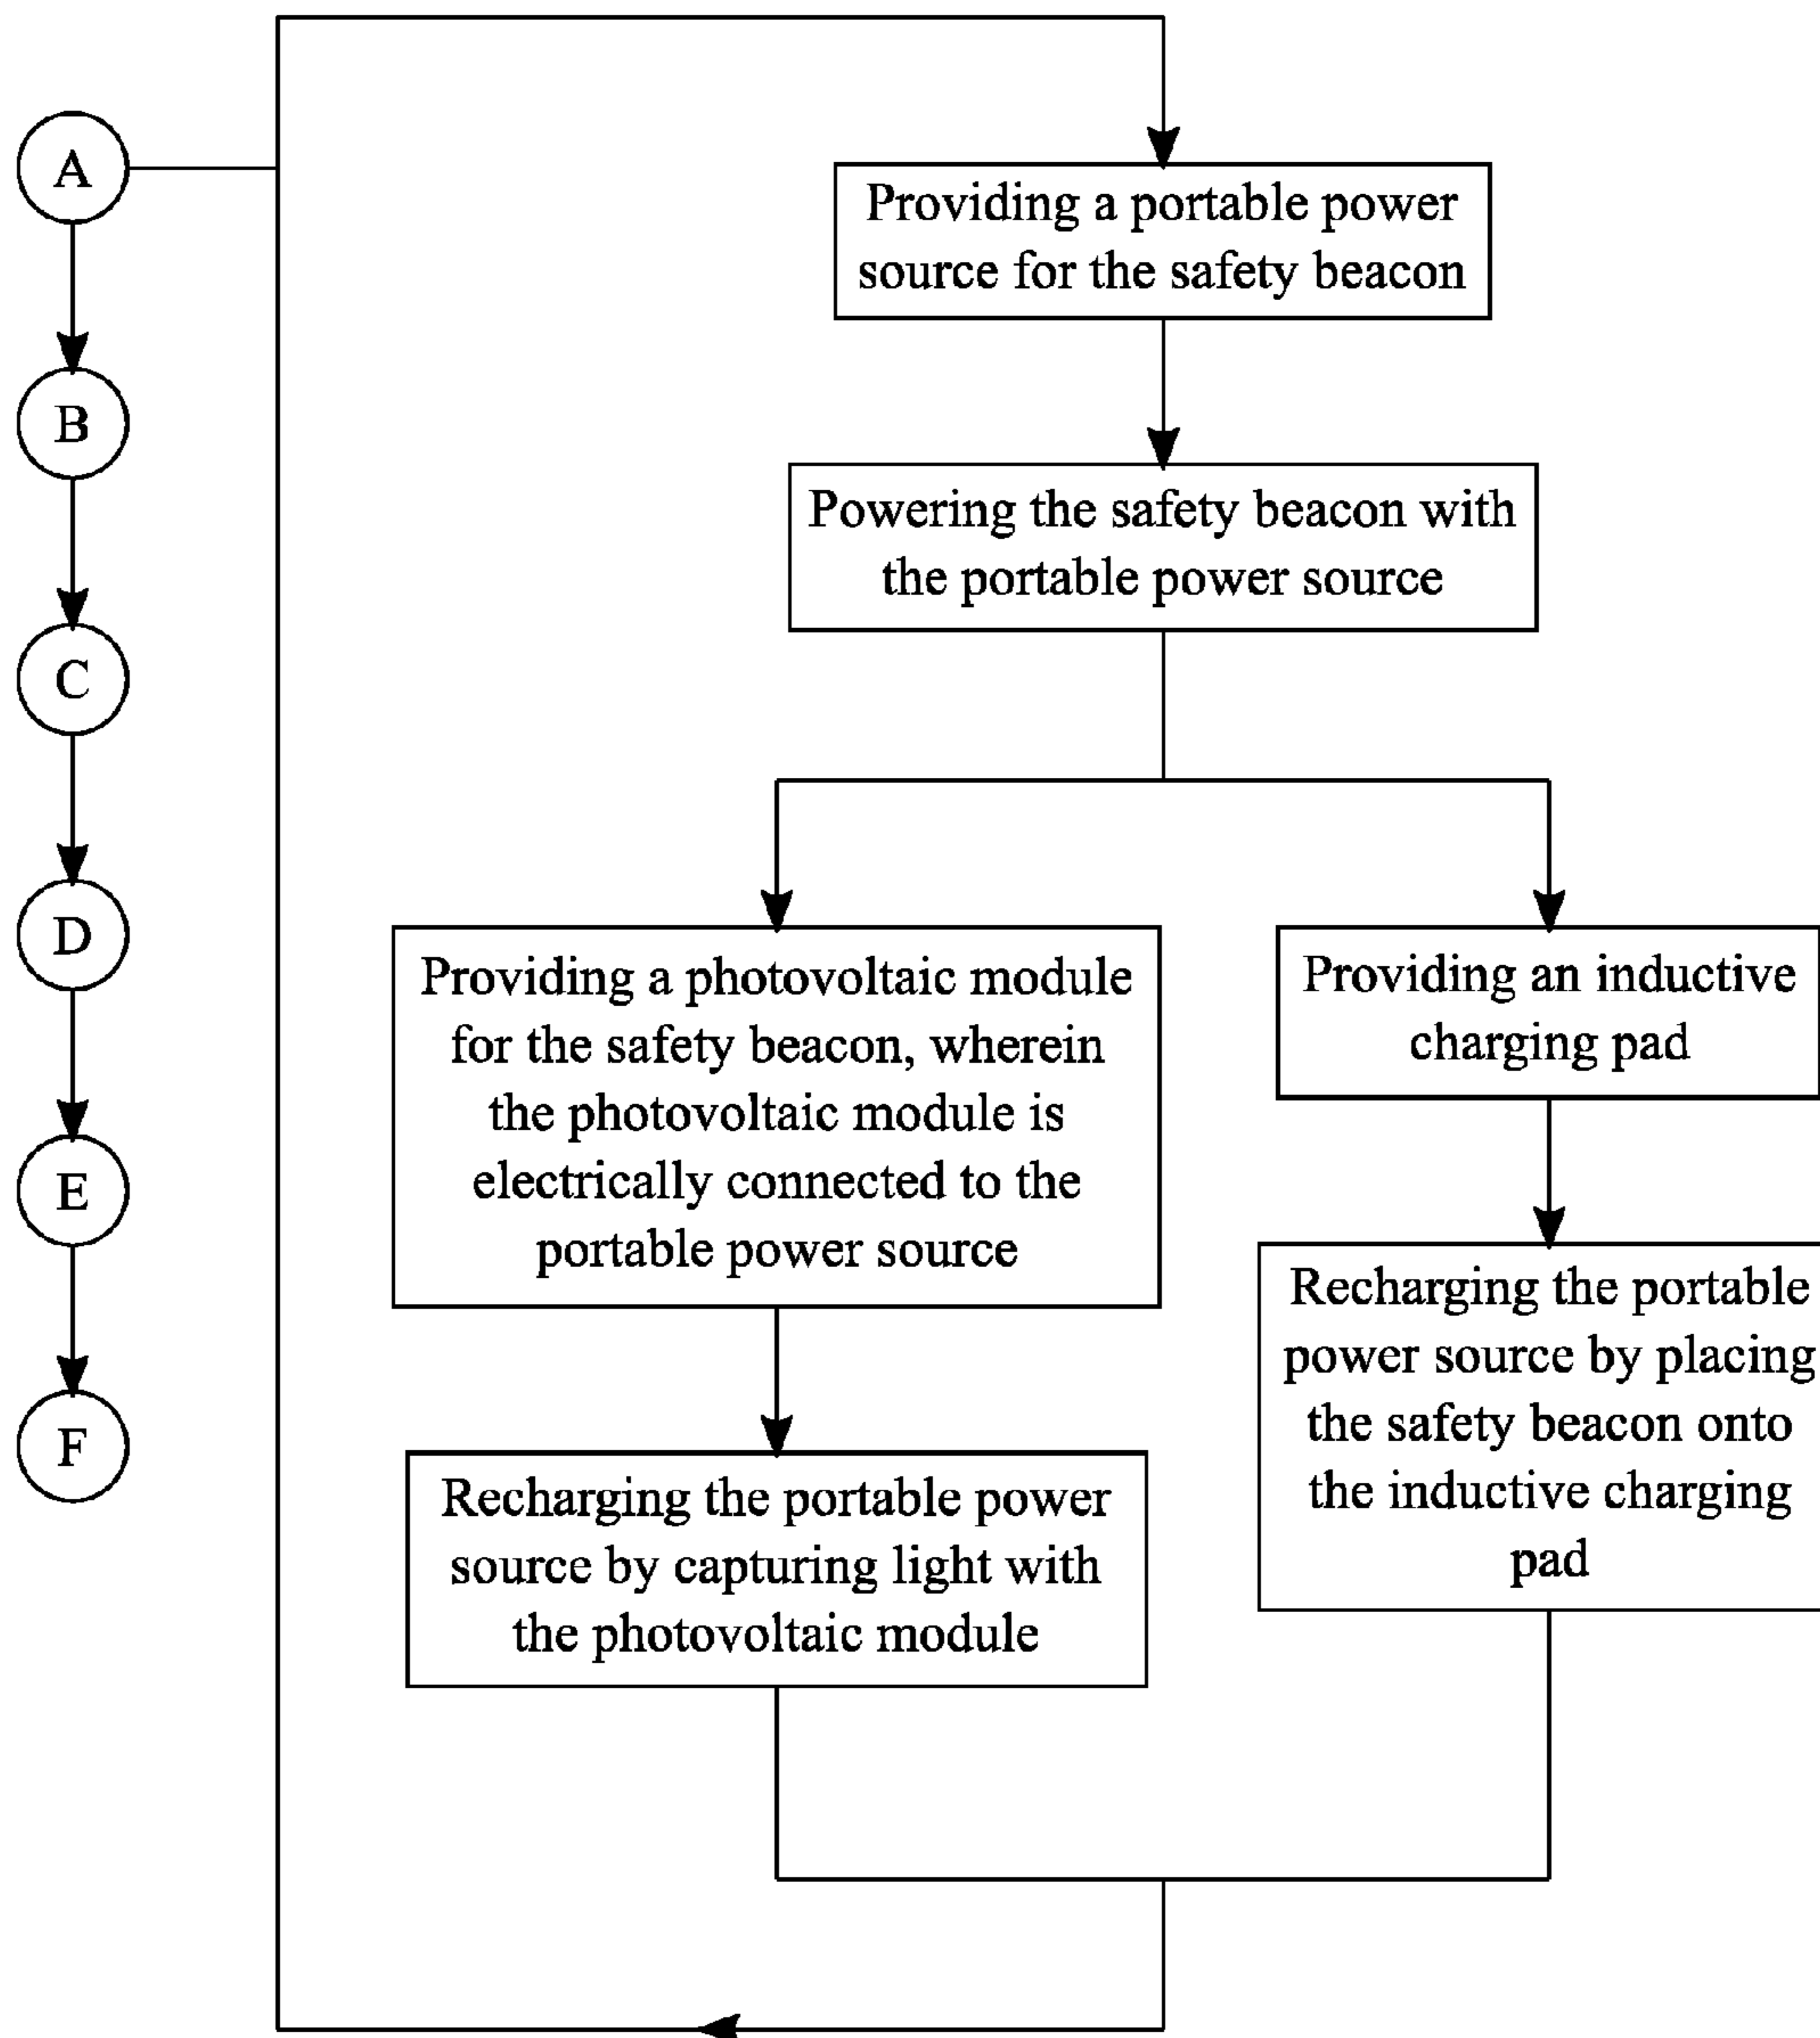 A
B
C
D
E
F
Providing a portable power
source for the safety beacon
Powering the safety beacon with
the portable power source
Providing a photovoltaic module
for the safety beacon, wherein
the photovoltaic module is
electrically connected to the
portable power source
Recharging the portable power
source by capturing light with
the photovoltaic module
Providing an inductive
charging pad
Recharging the portable
power source by placing
the safety beacon onto
the inductive charging
pad